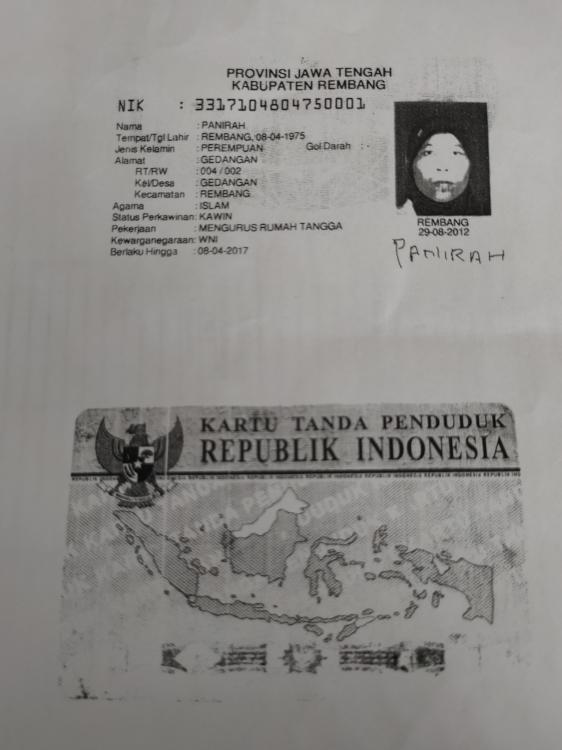 PROVINSI JAWA TENGAH
KABUPATEN REMBANG
NIK : 3317104804750001
Nama : PANIRAH
Tempat/Tgl Lahir : REMBANG, 08-04-1975
Jenis Kelamin : PEREMPUAN Gol Darah : -
Alamat : GEDANGAN
RT/RW : 004 / 002
Kel/Desa : GEDANGAN
Kecamatan : REMBANG
Agama : ISLAM
Status Perkawinan: KAWIN
Pekerjaan : MENGURUS RUMAH TANGGA
Kewarganegaraan: WNI
Berlaku Hingga : 08-04-2017
REMBANG
29-08-2012
PANIRAH
KARTU TANDA PENDUDUK
REPUBLIK INDONESIA